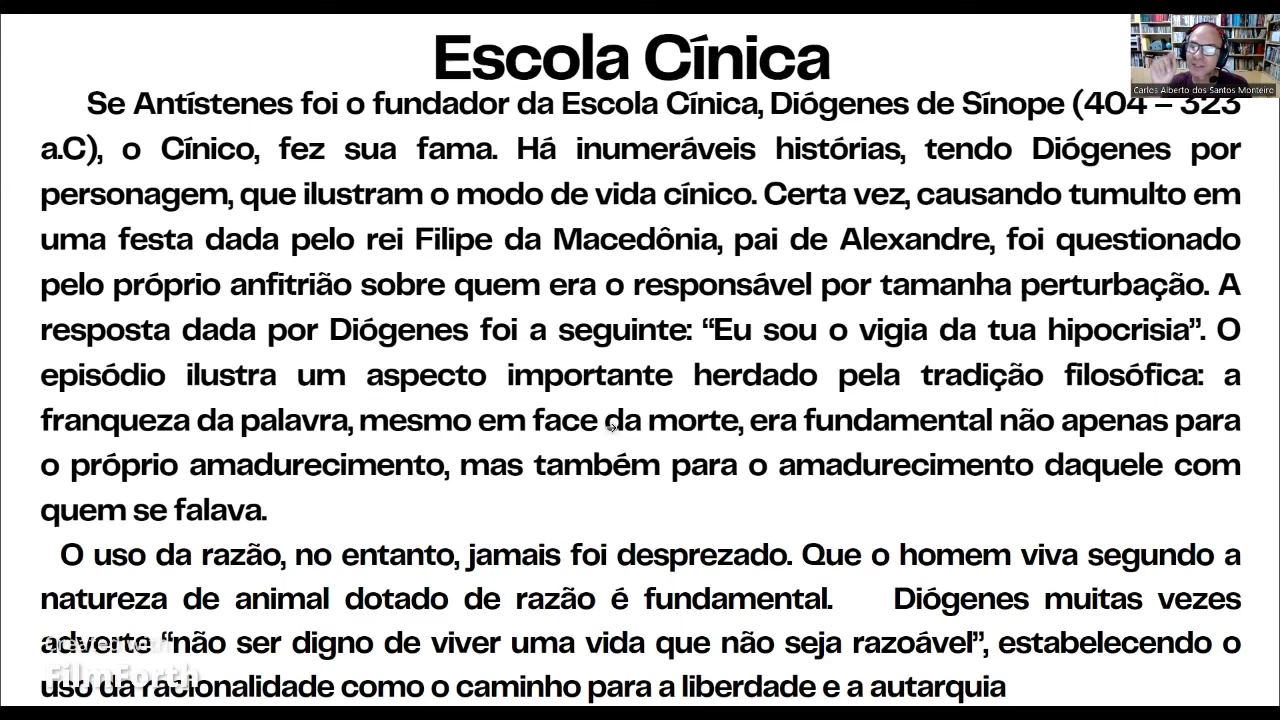 Escola Cínica
Carlos Alberto dos Santos Monteiro
Se Antístenes foi o fundador da Escola Cínica, Diógenes de Sínope (404 – 323
a.C), o Cínico, fez sua fama. Há inumeráveis histórias, tendo Diógenes por
personagem, que ilustram o modo de vida cínico. Certa vez, causando tumulto em
uma festa dada pelo rei Filipe da Macedônia, pai de Alexandre, foi questionado
pelo próprio anfitrião sobre quem era o responsável por tamanha perturbação. A
resposta dada por Diógenes foi a seguinte: “Eu sou o vigia da tua hipocrisia”. O
episódio ilustra um aspecto importante herdado pela tradição filosófica: a
franqueza da palavra, mesmo em face da morte, era fundamental não apenas para
o próprio amadurecimento, mas também para o amadurecimento daquele com
quem se falava.
O uso da razão, no entanto, jamais foi desprezado. Que o homem viva segundo a
natureza de animal dotado de razão é fundamental. Diógenes muitas vezes
adverte “não ser digno de viver uma vida que não seja razoável”, estabelecendo o
uso da racionalidade como o caminho para a liberdade e a autarquia
Created with
FilmForth